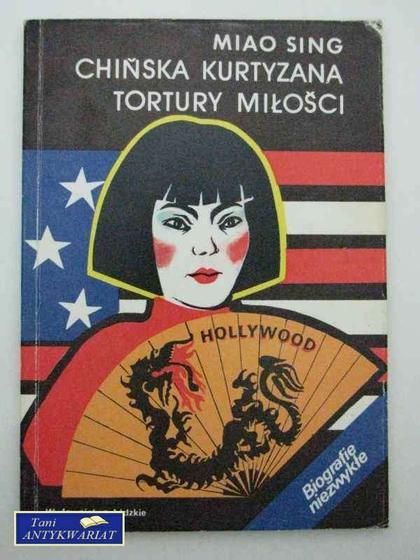 MIAO SING
CHIŃSKA KURTYZANA
TORTURY MIŁOŚCI
HOLLYWOOD
Biografie
niezwykłe
Tani
ANTYKWARIAT